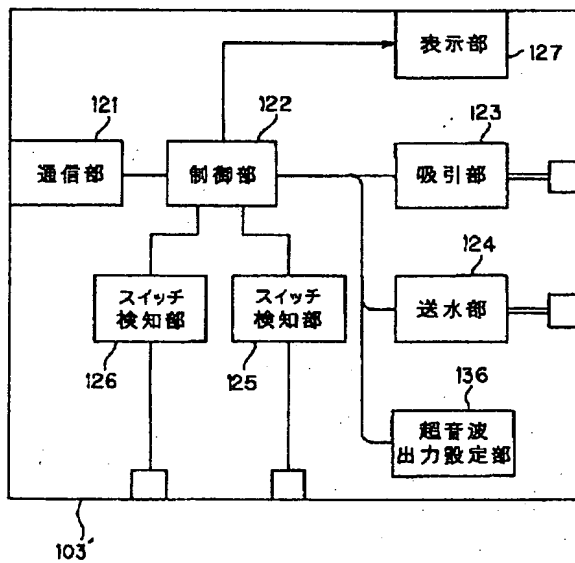 表示部
127
121
122
123
通信部
制御部
吸引部
124
スイッチ
検知部
スイッチ
検知部
送水部
126
125
136
超音波
出力設定部
103'